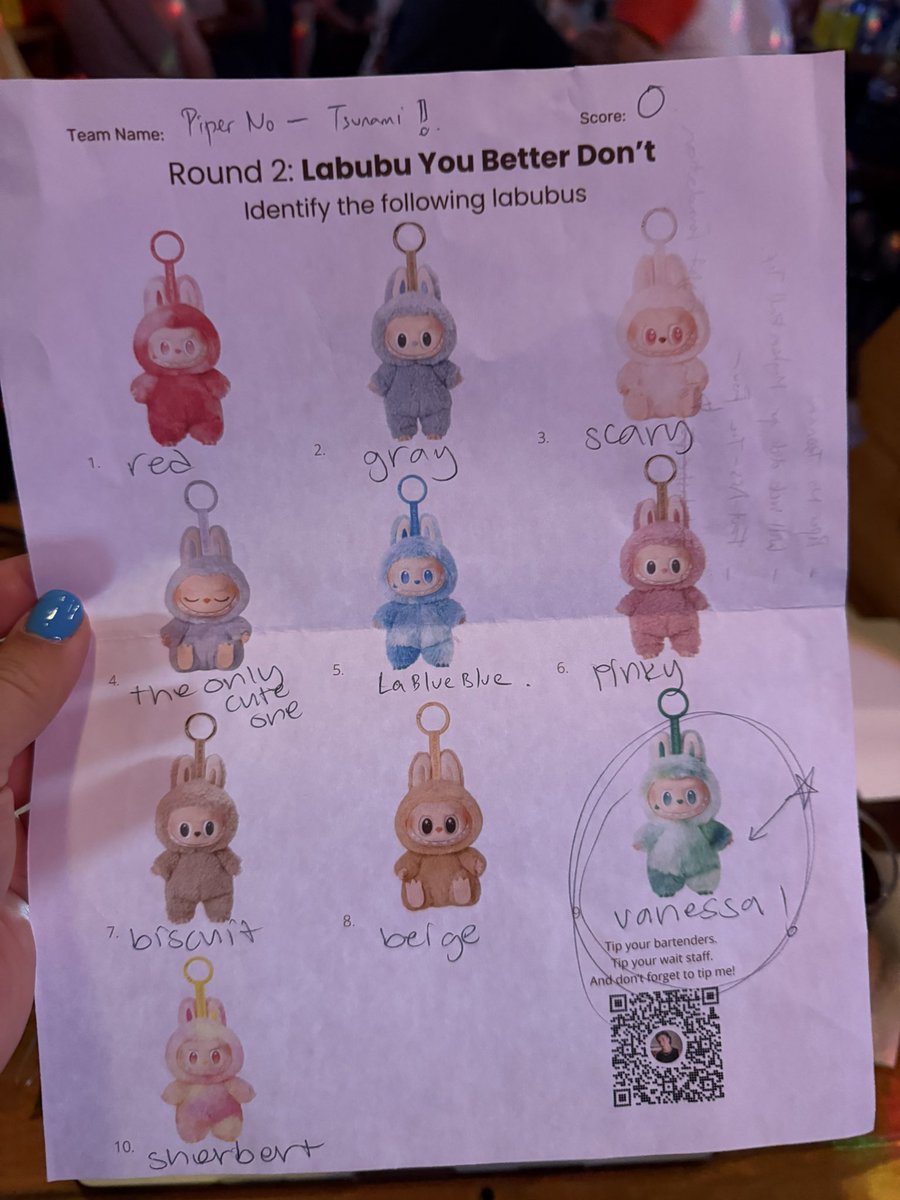 Team Name: Piper No - Tsunami!
Score: 0
Round 2: Labubu You Better Don't
Identify the following labubus
1. red
2. gray
3. scary
4. the only
cute
one
5. LaBlueBlue.
6. pinky
7. biscuit
8. beige
9 vanessa!
Tip your bartenders.
Tip your wait staff.
And don't forget to tip me!
10. sherbert